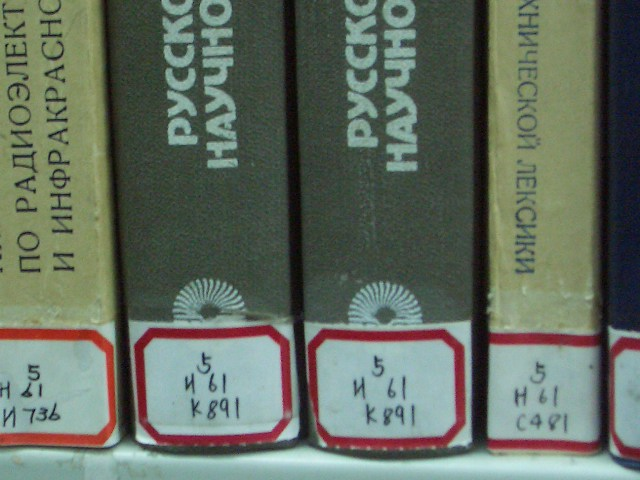 ПО РАДИОЭЛЕКТ
И ИНФРАКРАСНО
5
Н 61
И 736
РУССКО
НАУЧНО
5
И 61
К891
РУССКО
НАУЧНО
5
И 61
К891
ХНИЧЕСКОЙ ЛЕКСИКИ
5
Н 61
С481